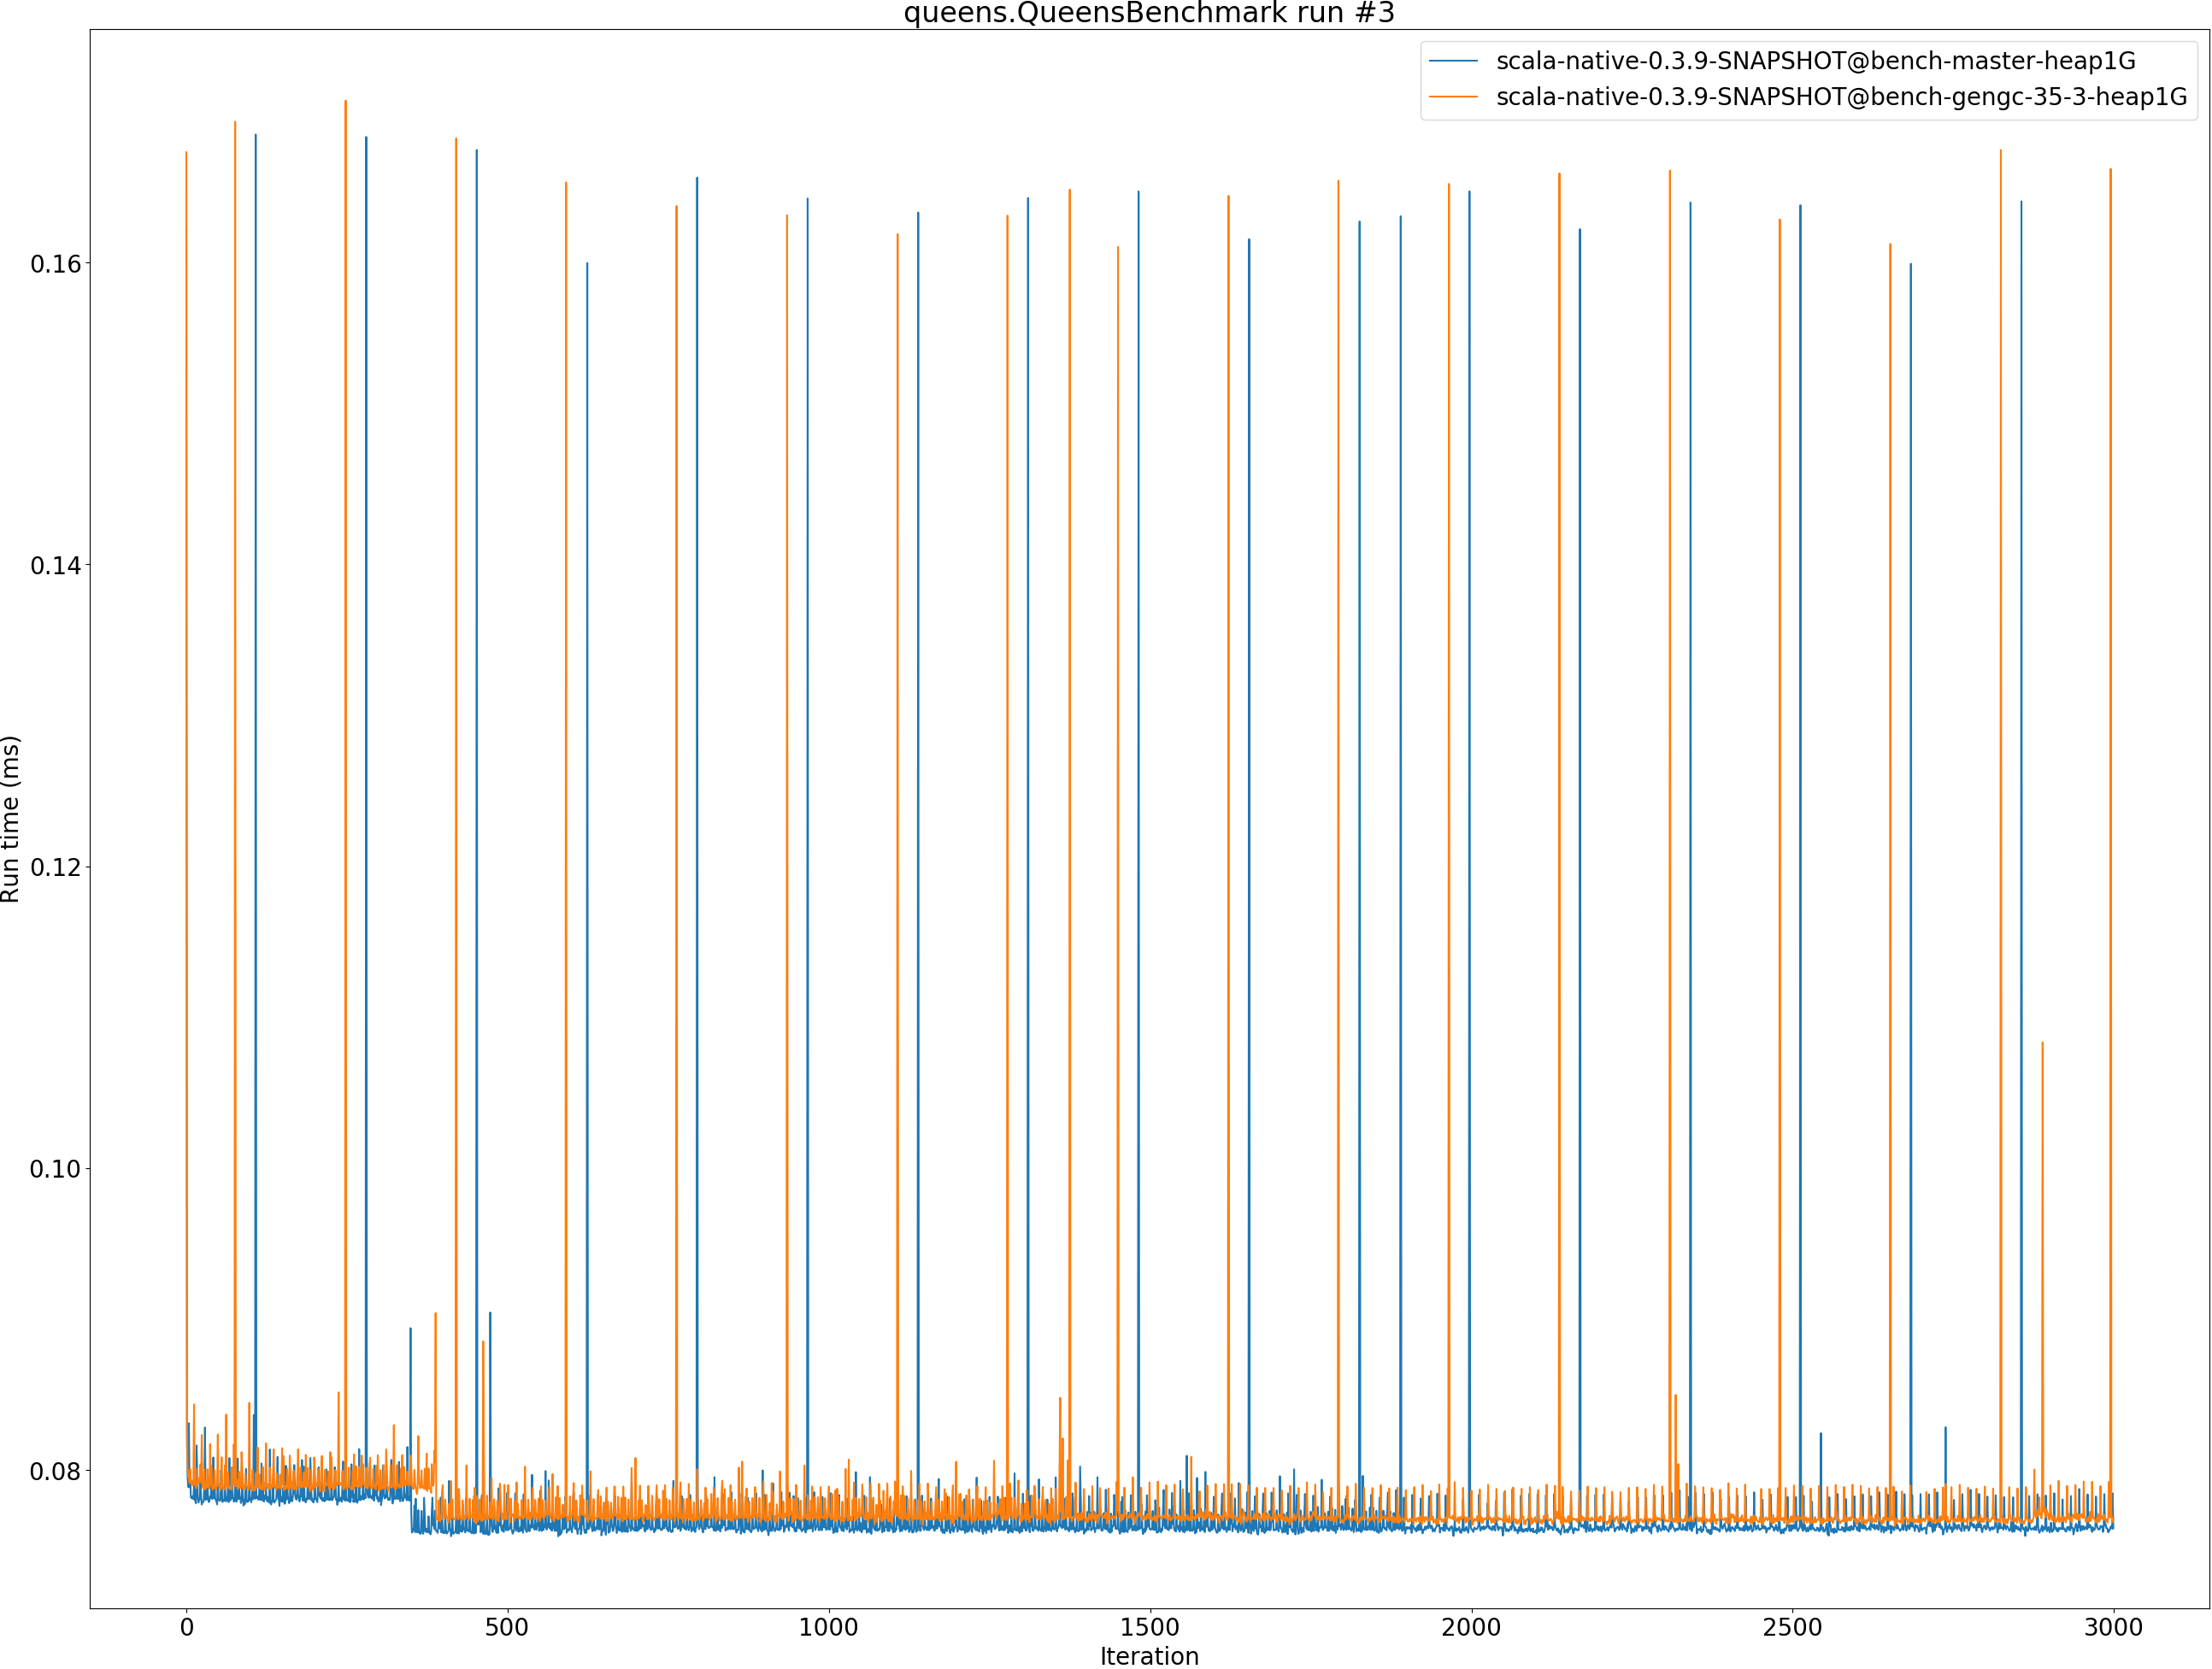 queens.QueensBenchmark run #3
scala-native-0.3.9-SNAPSHOT@bench-master-heap1G
scala-native-0.3.9-SNAPSHOT@bench-gengc-35-3-heap1G
Run time (ms)
0.16
0.14
0.12
0.10
0.08
0 500 1000 1500 2000 2500 3000
Iteration